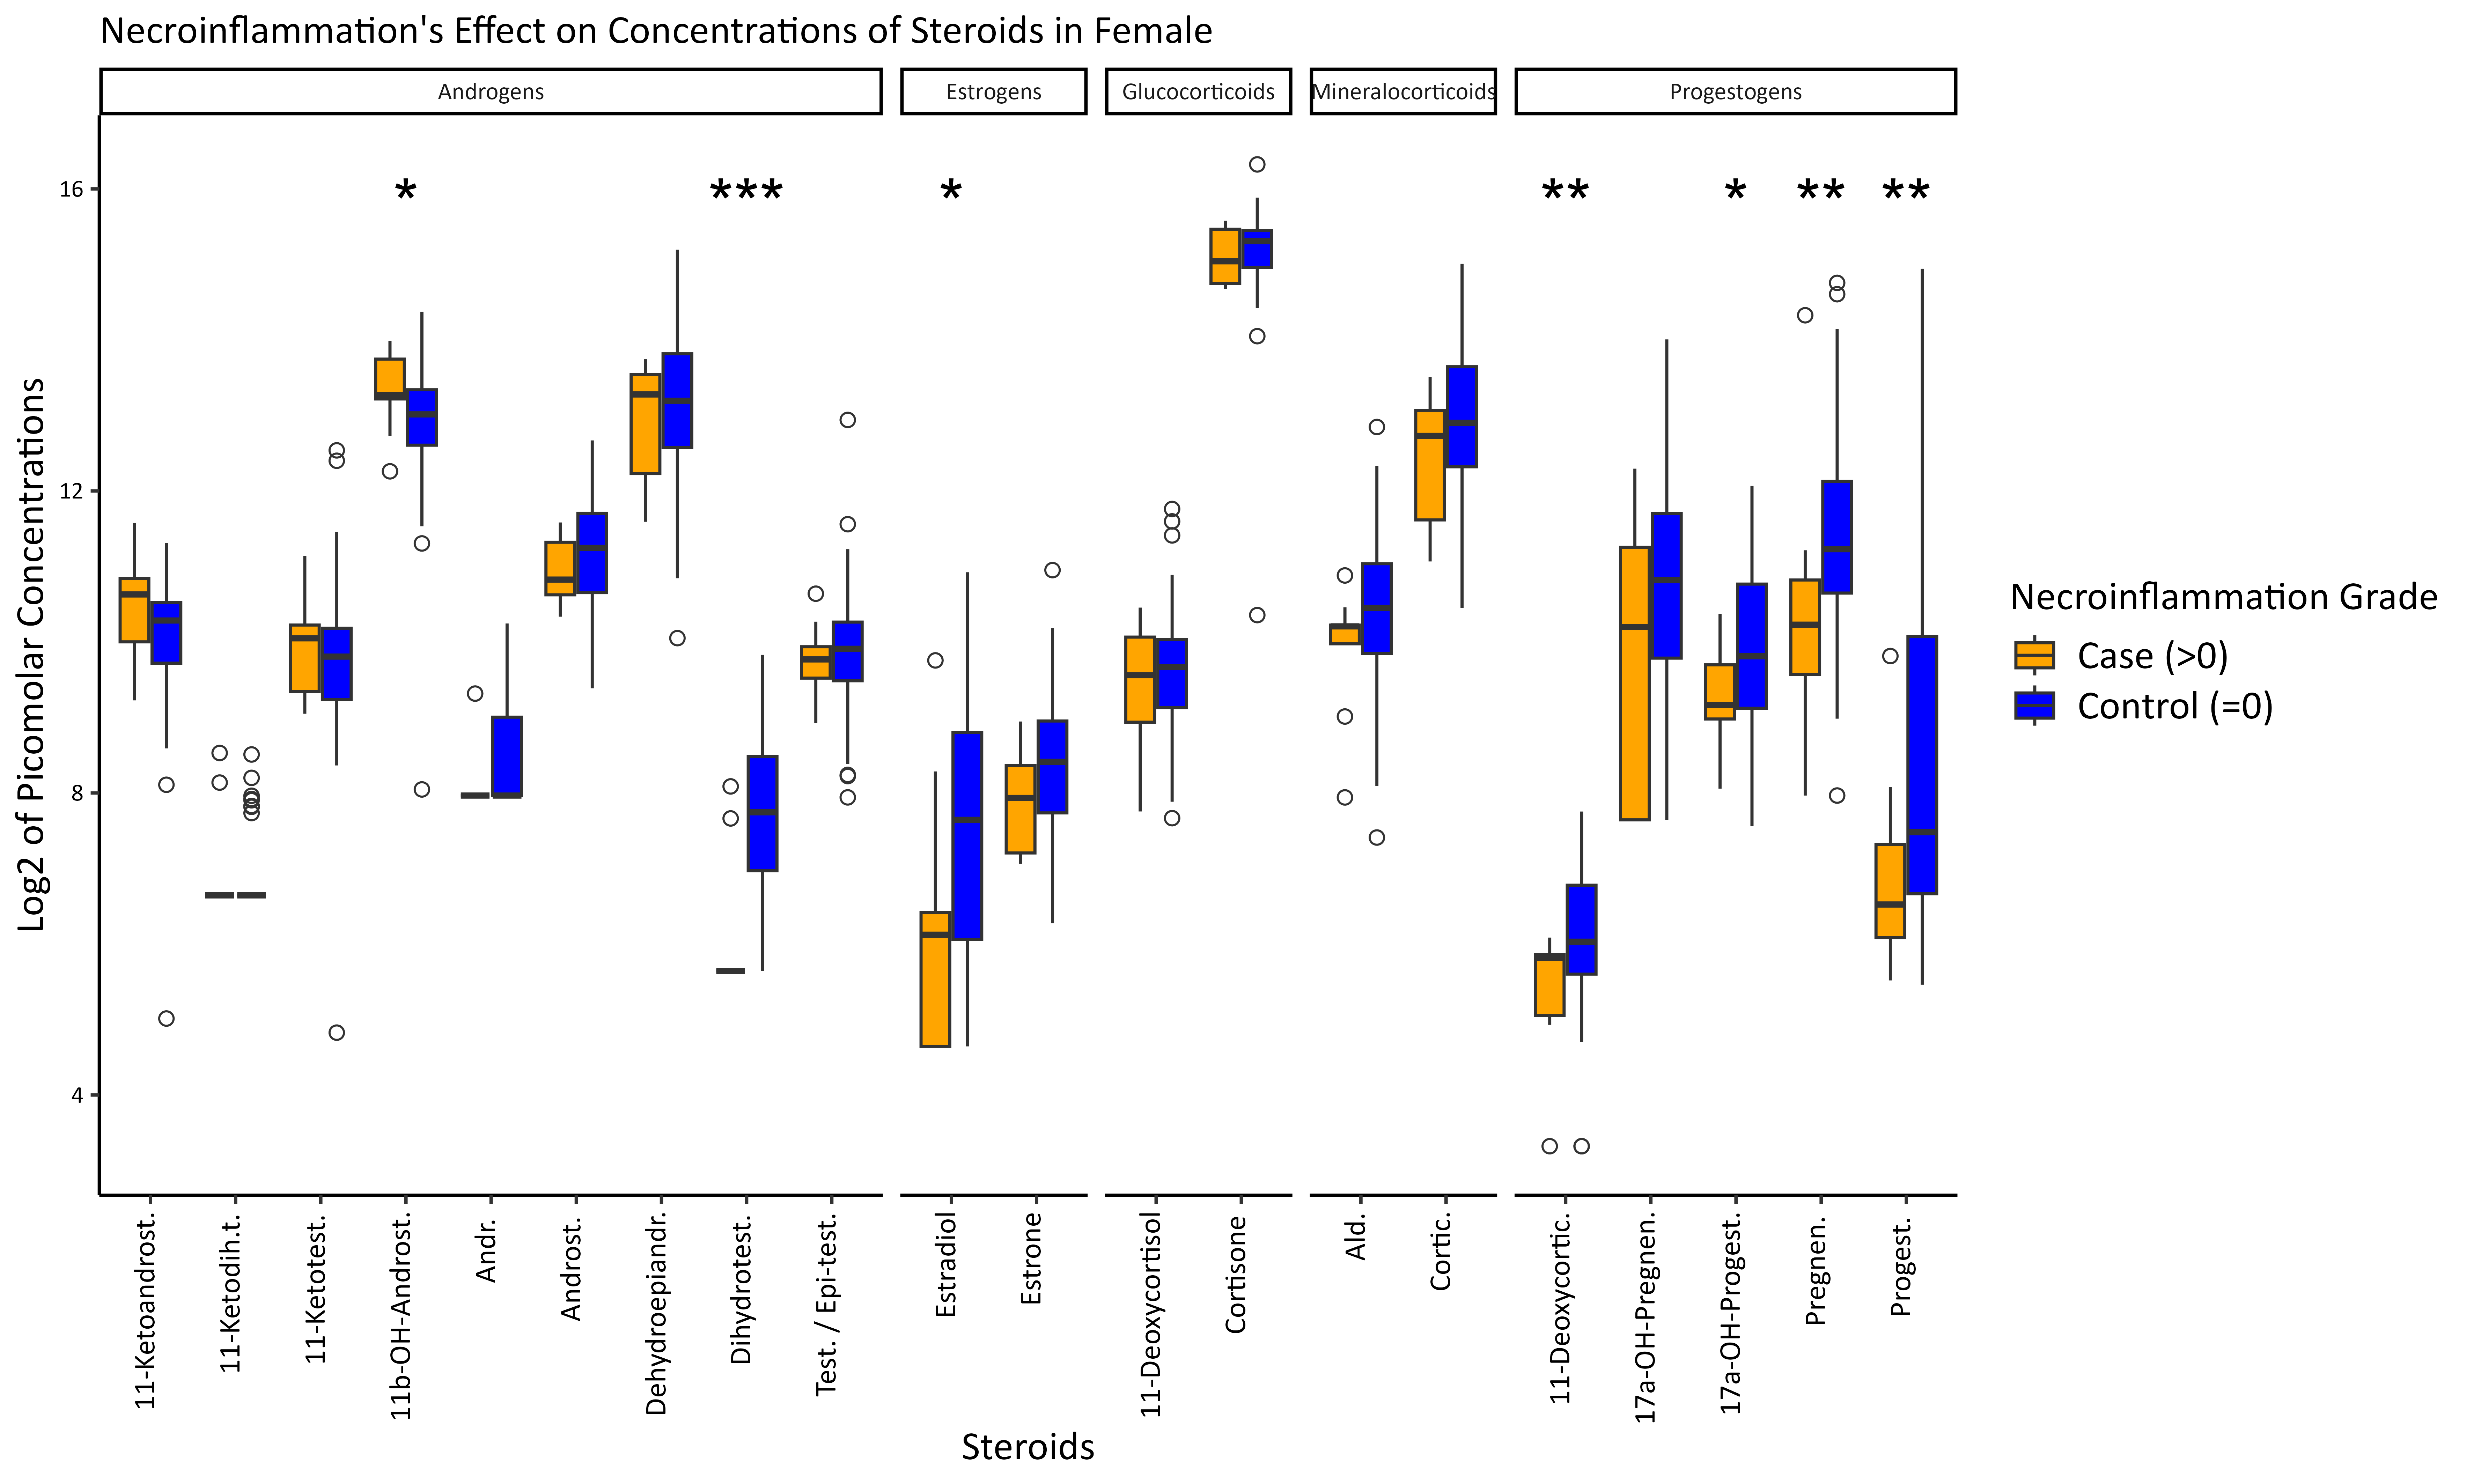 Necroinflammation's Effect on Concentrations of Steroids in Female
Androgens
Estrogens
Glucocorticoids
Mineralocorticoids
Progestogens
* *** * ** * ** **
Log2 of Picomolar Concentrations
16
12
8
4
11-Ketoandrost.
11-Ketodih.t.
11-Ketotest.
11b-OH-Androst.
Andr.
Androst.
Dehydroepiandr.
Dihydrotest.
Test. / Epi-test.
Estradiol
Estrone
11-Deoxycortisol
Cortisone
Ald.
Cortic.
11-Deoxycortic.
17a-OH-Pregnen.
17a-OH-Progest.
Pregnen.
Progest.
Steroids
Necroinflammation Grade
Case (>0)
Control (=0)